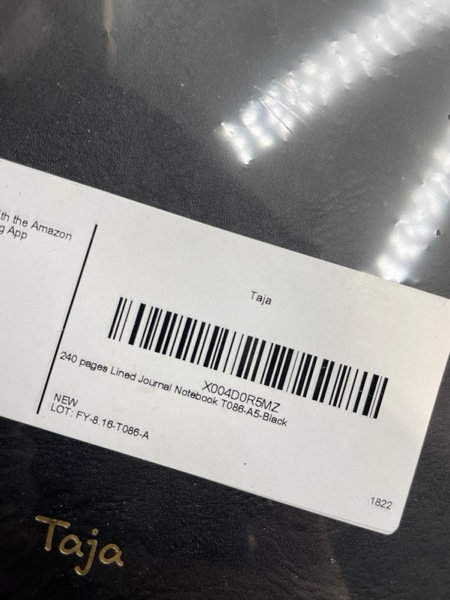 th the Amazon
g App
Taja
X004D0R5MZ
240 pages Lined Journal Notebook T086-A5-Black
NEW
LOT: FY-8.16-T086-A
1822
Taja